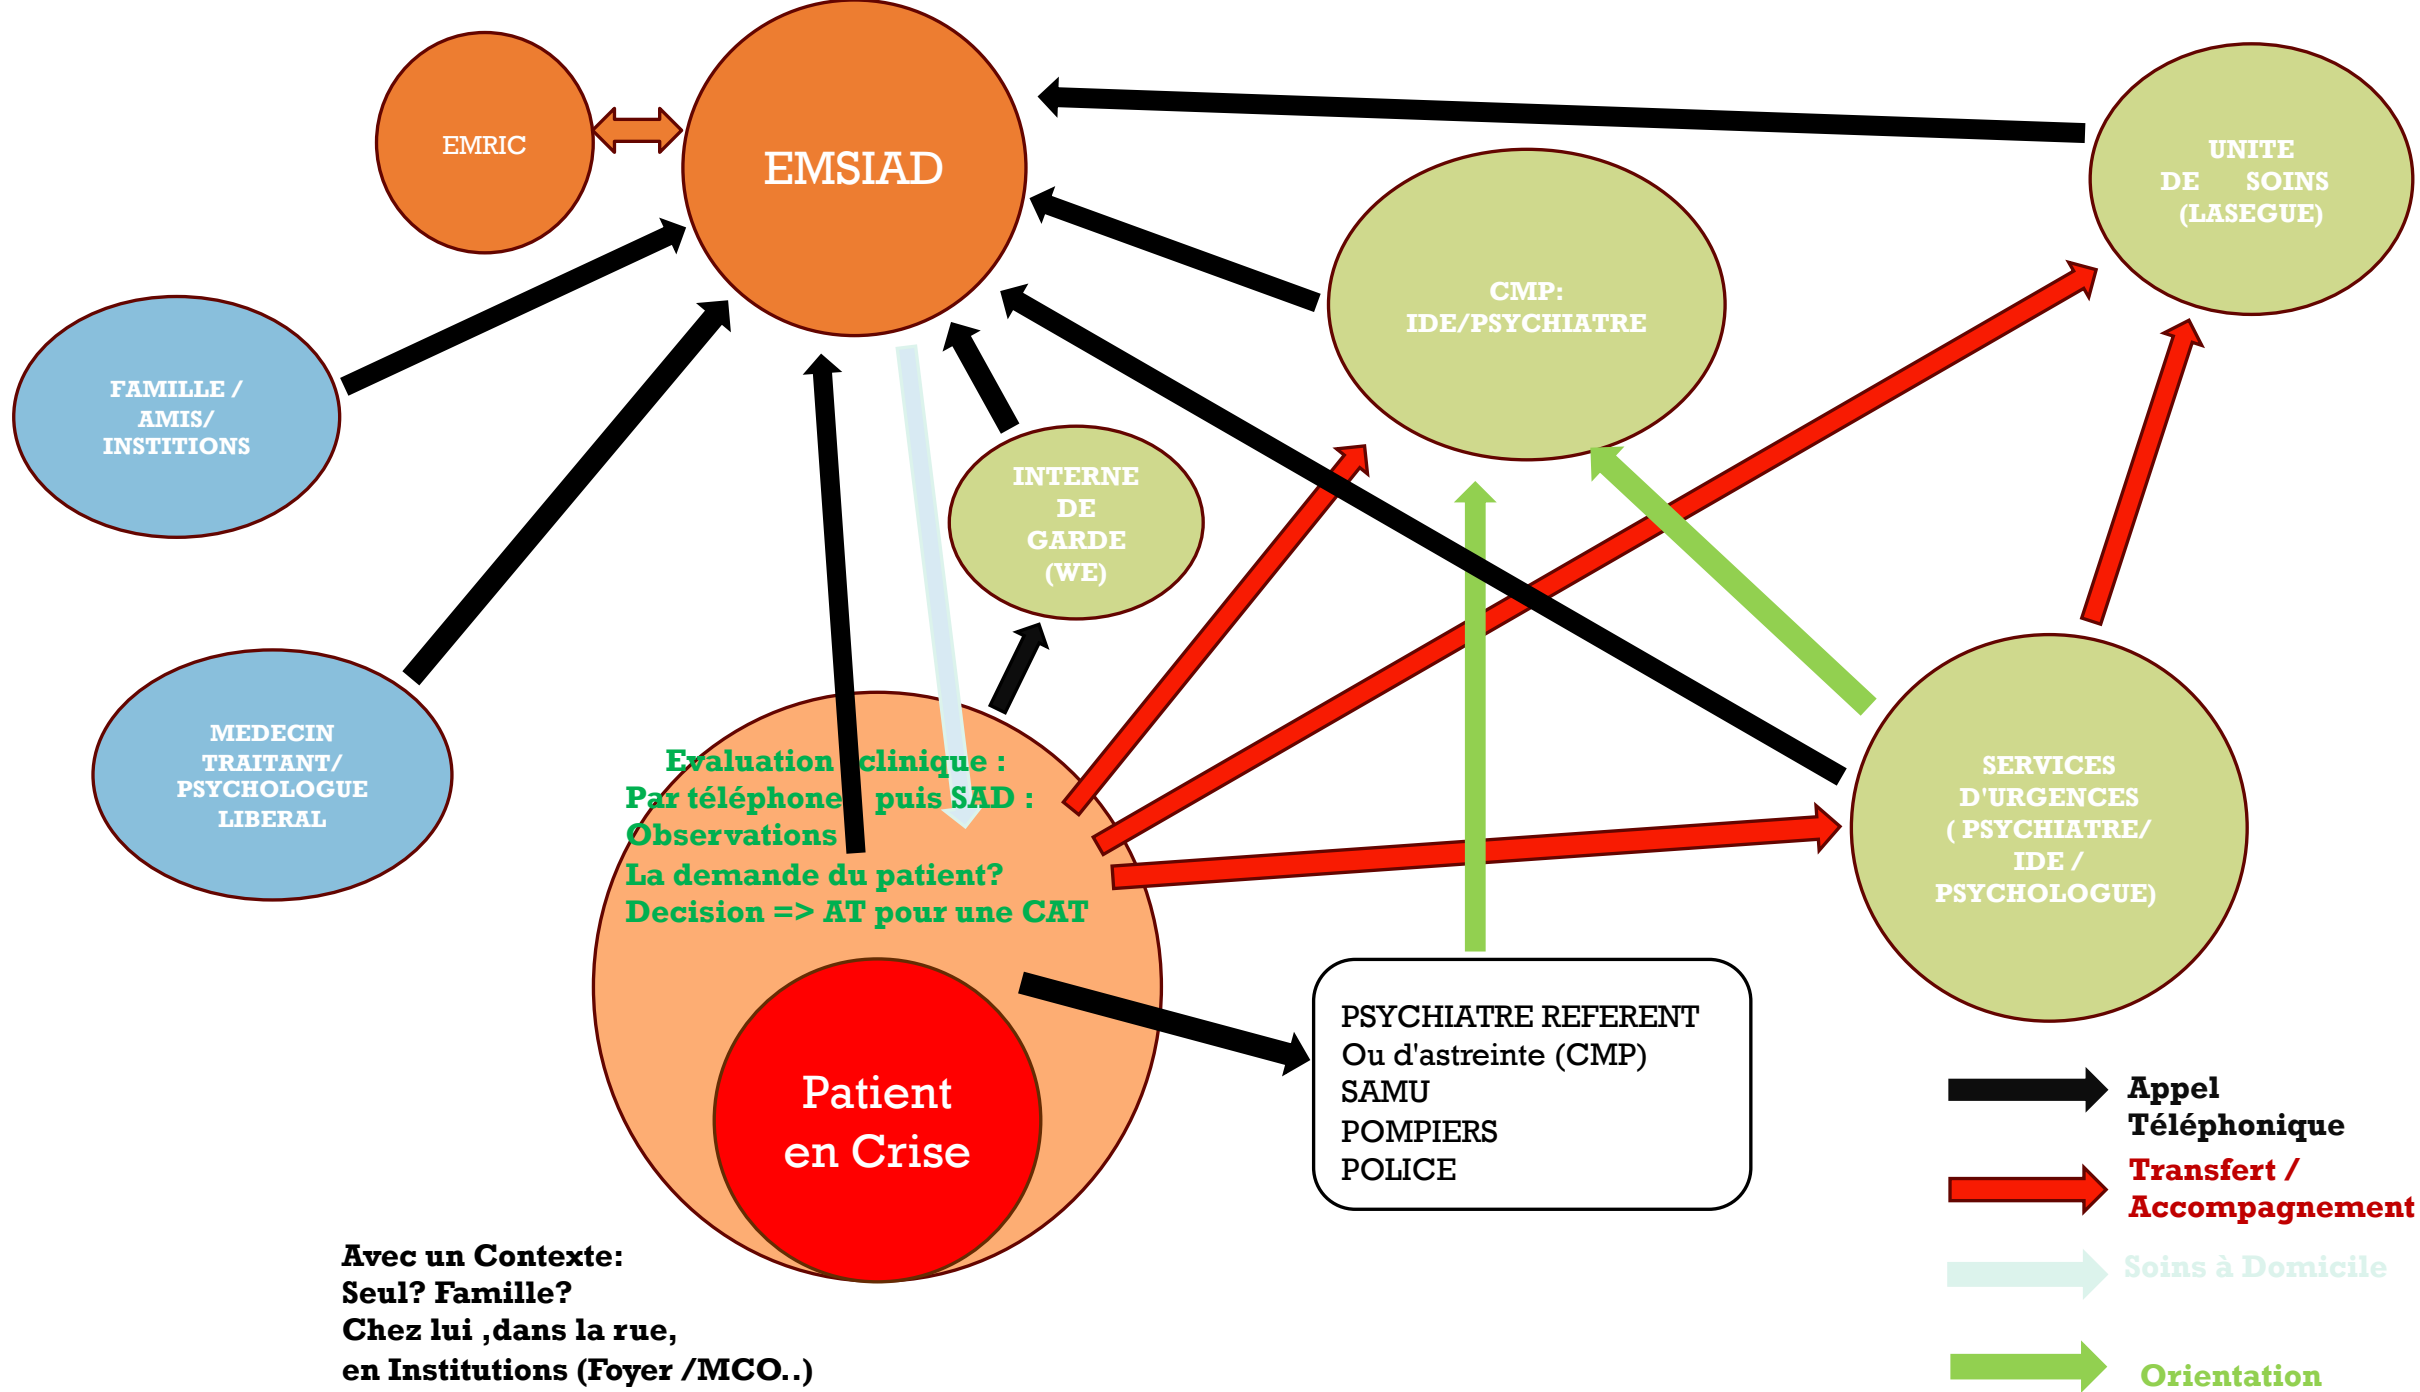 EMRIC
EMSIAD
UNITE
DE SOINS
(LASEGUE)
CMP:
IDE/PSYCHIATRE
FAMILLE /
AMIS/
INSTITIONS
INTERNE
DE
GARDE
(WE)
MEDECIN
TRAITANT/
PSYCHOLOGUE
LIBERAL
Evaluation clinique :
Par téléphone puis SAD :
Observations
La demande du patient?
Decision => AT pour une CAT
SERVICES
D'URGENCES
( PSYCHIATRE/
IDE /
PSYCHOLOGUE)
Patient
en Crise
PSYCHIATRE REFERENT
Ou d'astreinte (CMP)
SAMU
POMPIERS
POLICE
Appel
Téléphonique
Transfert /
Accompagnement
Soins à Domicile
Orientation
Avec un Contexte:
Seul? Famille?
Chez lui ,dans la rue,
en Institutions (Foyer /MCO..)